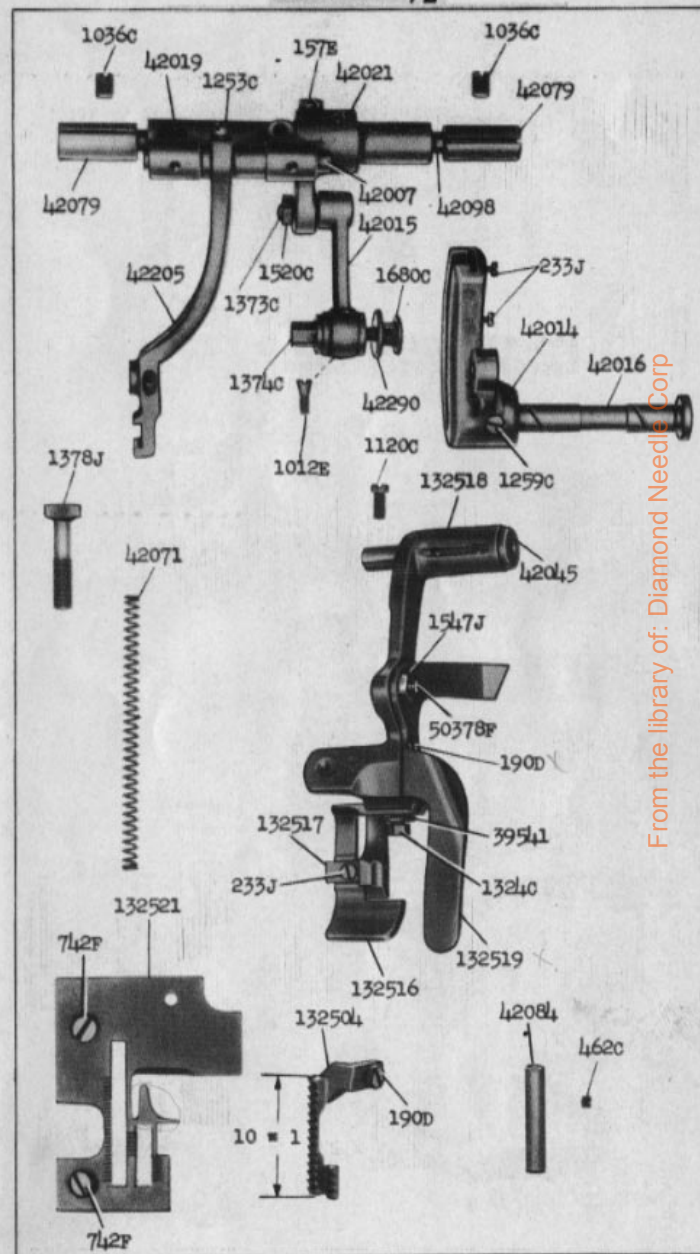 1036C
42019
1253C
157E
42021
1036C
42079
42079
42007
42098
42015
1520C
1373C
1680C
42205
233J
42014
42016
1374C
42290
1012E
1120C
132518
1259C
1378J
42045
42071
1547J
50378F
190D
132517
39541
233J
1324C
132521
132516
132519
742F
132504
42084
462C
190D
10 1
742F
From the library of: Diamond Needle Corp